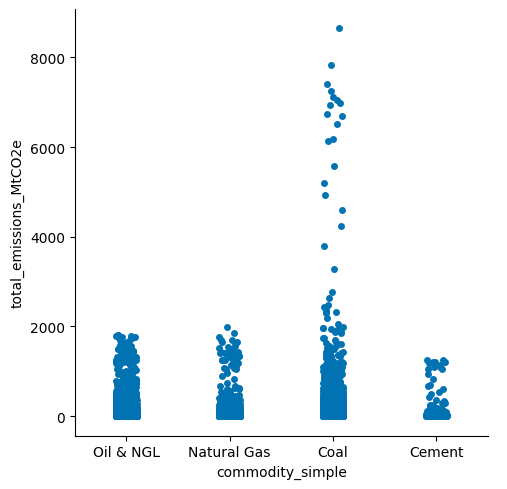 total_emissions_MtCO2e
8000
6000
4000
2000
0
Oil & NGL
Natural Gas
Coal
Cement
commodity_simple